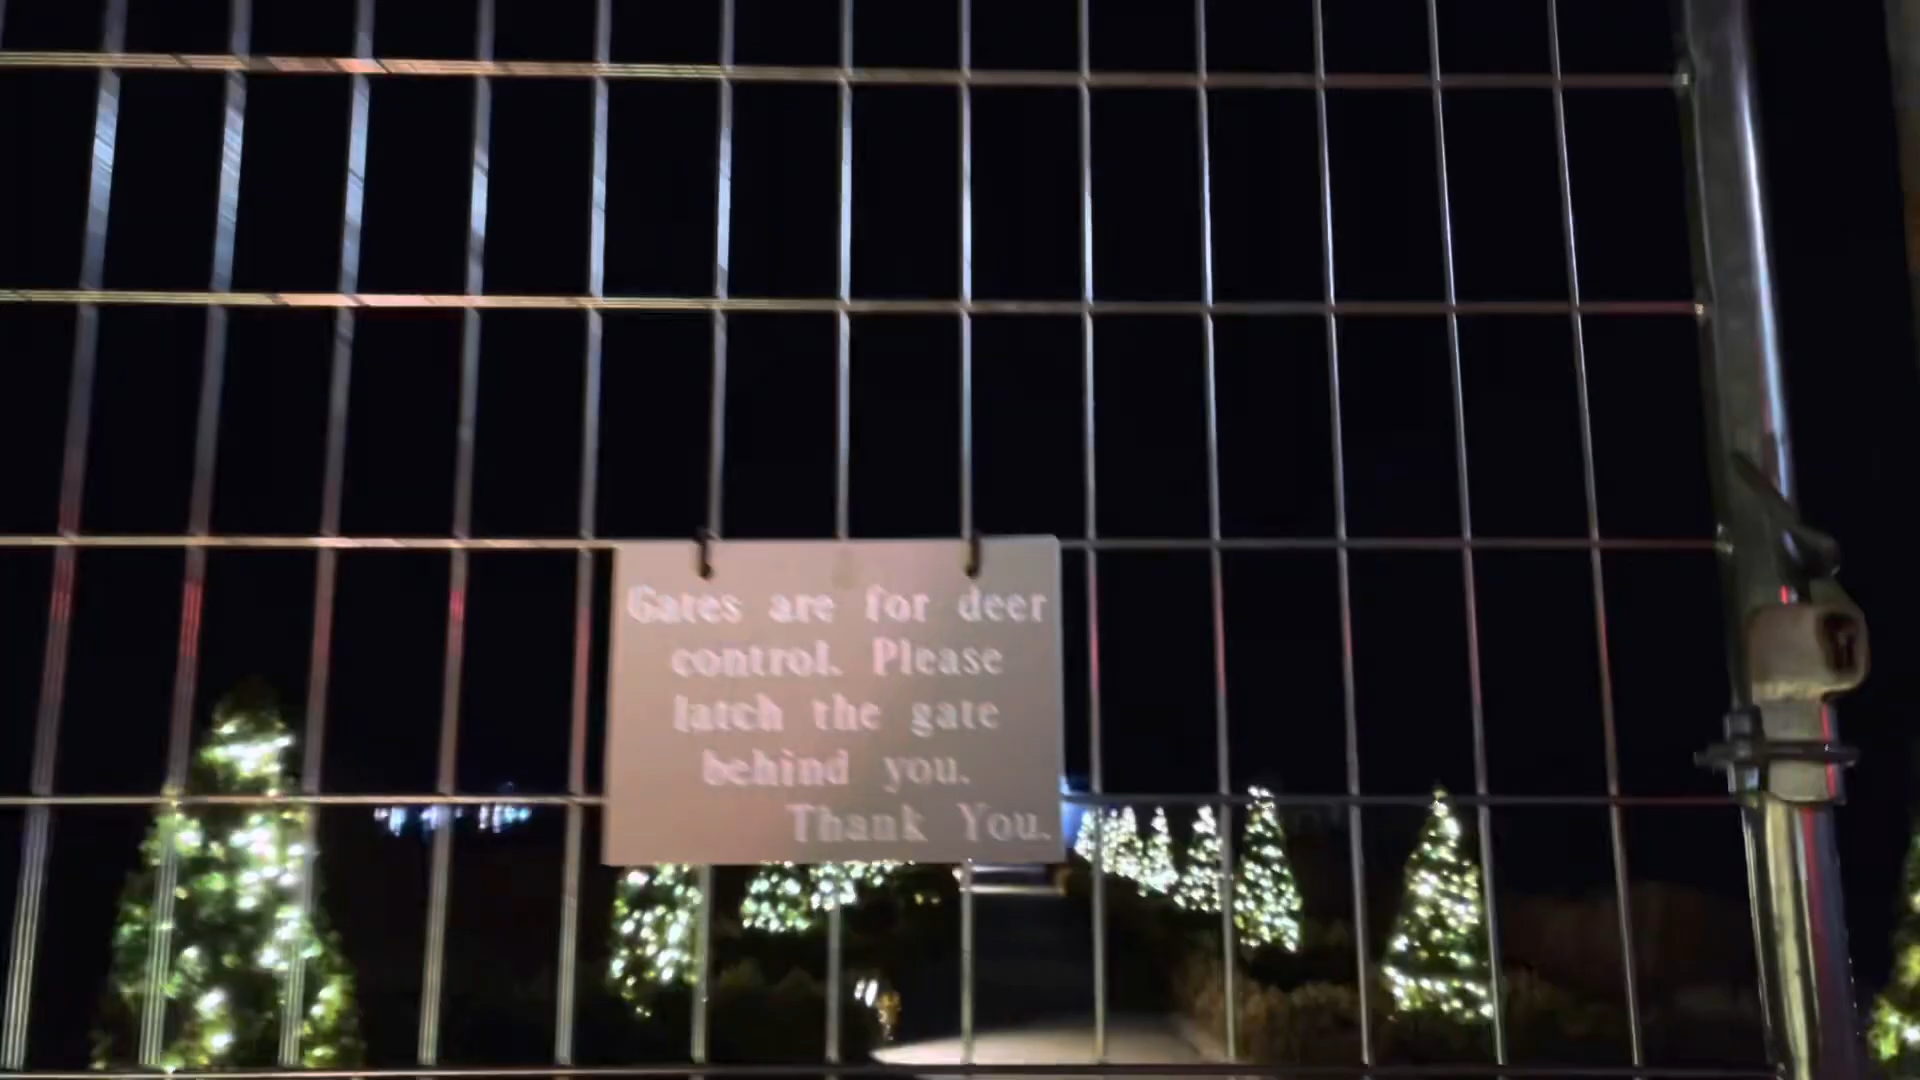 Gates are for deer
control. Please
latch the gate
behind you.
Thank You.